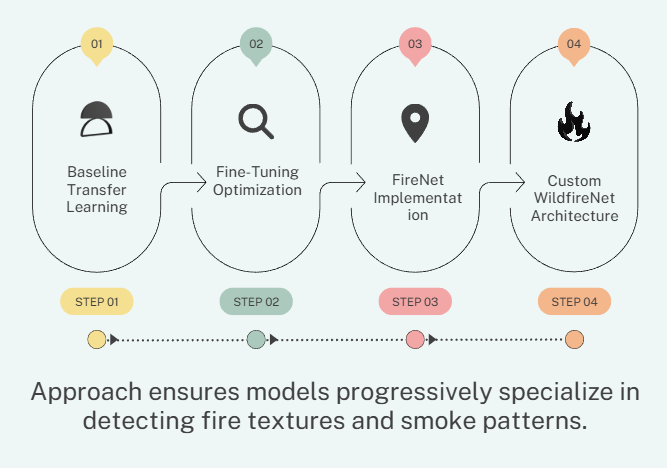 01
02
03
04
Baseline
Transfer
Learning
Fine-Tuning
Optimization
FireNet
Implementat
ion
Custom
WildfireNet
Architecture
STEP 01
STEP 02
STEP 03
STEP 04
Approach ensures models progressively specialize in
detecting fire textures and smoke patterns.